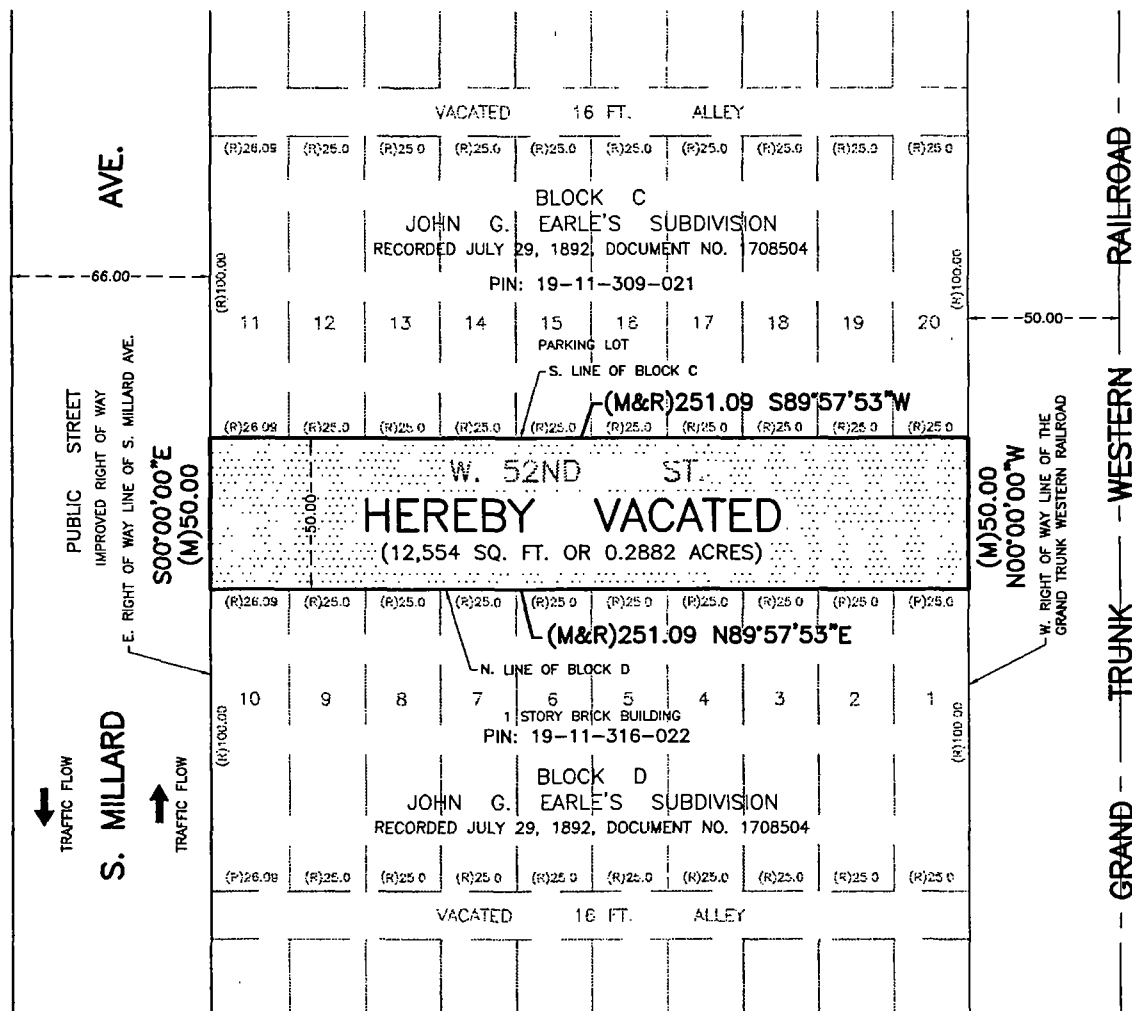 VACATED 16 FT. ALLEY
(R)26.09 (R)25.0 (R)25.0 (R)25.0 (R)25.0 (R)25.0 (R)25.0 (R)25.0 (R)25.0 (R)25.0
BLOCK C
JOHN G. EARLE'S SUBDIVISION
RECORDED JULY 29, 1892, DOCUMENT NO. 1708504
PIN: 19-11-309-021
(R)100.00
(R)100.00
66.00
50.00
11 12 13 14 15 16 17 18 19 20
PARKING LOT
S. LINE OF BLOCK C
(M&R)251.09 S89°57'53"W
(R)26.09 (R)25.0 (R)25.0 (R)25.0 (R)25.0 (R)25.0 (R)25.0 (R)25.0 (R)25.0 (R)25.0
W. 52ND ST.
HEREBY VACATED
(12,554 SQ. FT. OR 0.2882 ACRES)
50.00
S00°00'00"E
(M)50.00
(M)50.00
N00°00'00"W
(R)26.09 (R)25.0 (R)25.0 (R)25.0 (R)25.0 (R)25.0 (R)25.0 (R)25.0 (R)25.0 (R)25.0
(M&R)251.09 N89°57'53"E
N. LINE OF BLOCK D
10 9 8 7 6 5 4 3 2 1
1 STORY BRICK BUILDING
PIN: 19-11-316-022
(R)100.00
(R)100.00
BLOCK D
JOHN G. EARLE'S SUBDIVISION
RECORDED JULY 29, 1892, DOCUMENT NO. 1708504
(R)26.09 (R)25.0 (R)25.0 (R)25.0 (R)25.0 (R)25.0 (R)25.0 (R)25.0 (R)25.0 (R)25.0
VACATED 16 FT. ALLEY
S. MILLARD AVE.
PUBLIC STREET
IMPROVED RIGHT OF WAY
E. RIGHT OF WAY LINE OF S. MILLARD AVE.
TRAFFIC FLOW
TRAFFIC FLOW
W. RIGHT OF WAY LINE OF THE
GRAND TRUNK WESTERN RAILROAD
GRAND TRUNK WESTERN RAILROAD